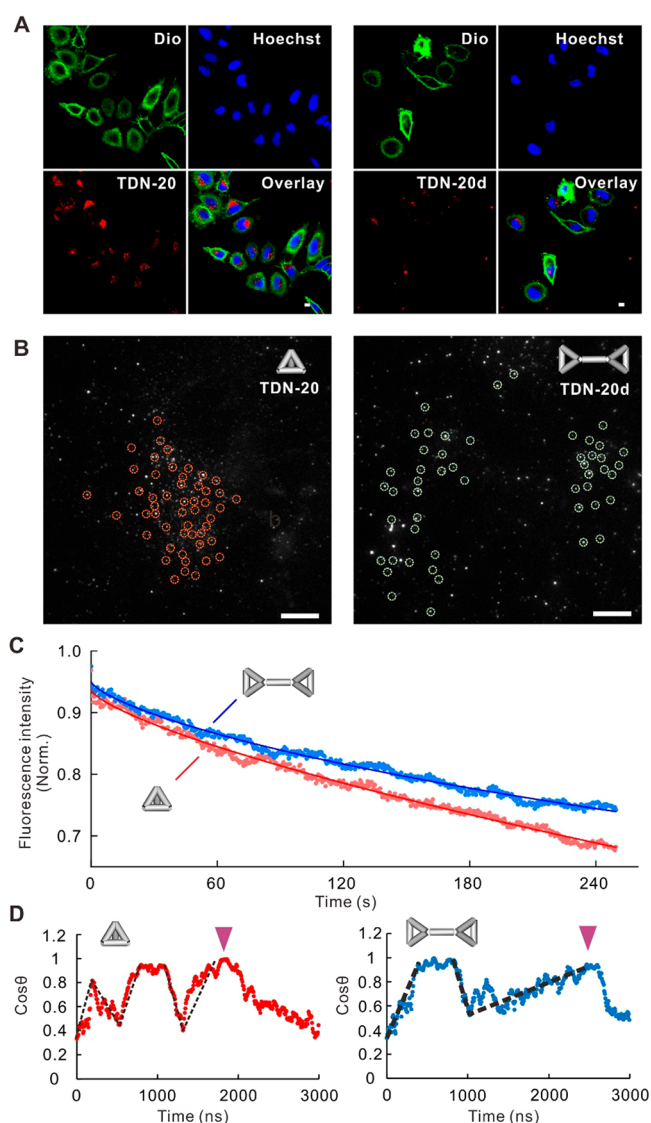 A
Dio
Hoechst
Dio
Hoechst
TDN-20
Overlay
TDN-20d
Overlay
B
TDN-20
TDN-20d
b
C
Fluorescence intensity
(Norm.)
1.0
0.9
0.8
0.7
0
60
120
180
240
Time (s)
D
Cosθ
1.2
1
0.8
0.6
0.4
0.2
0
0
1000
2000
3000
Time (ns)
Cosθ
1.2
1
0.8
0.6
0.4
0.2
0
0
1000
2000
3000
Time (ns)